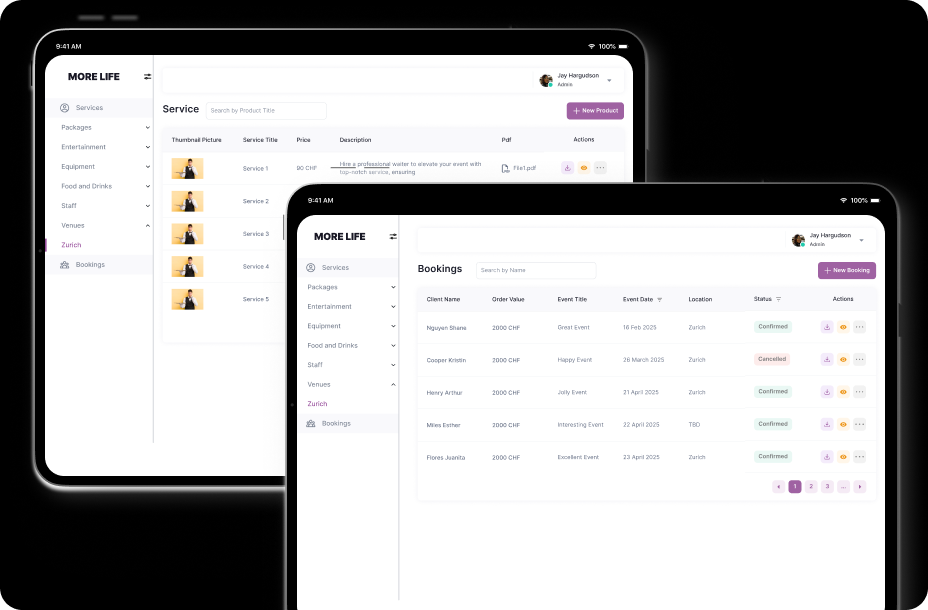 9:41 AM
100%
MORE LIFE
Jay Hargudson
Admin
Services
Service
Search by Product Title
+ New Product
Packages
Thumbnail Picture Service Title Price Description Pdf Actions
Entertainment
Equipment
Service 1 90 CHF Hire a professional waiter to elevate your event with
top-notch service, ensuring
File1.pdf
Food and Drinks
Staff
Service 2
Venues
Service 3
Zurich
Bookings
Service 4
Service 5
9:41 AM
100%
MORE LIFE
Jay Hargudson
Admin
Services
Bookings
Search by Name
+ New Booking
Packages
Client Name Order Value Event Title Event Date Location Status Actions
Entertainment
Equipment
Nguyen Shane 2000 CHF Great Event 16 Feb 2025 Zurich Confirmed
Food and Drinks
Cooper Kristin 2000 CHF Happy Event 26 March 2025 Zurich Cancelled
Staff
Venues
Henry Arthur 2000 CHF Jolly Event 21 April 2025 Zurich Confirmed
Zurich
Bookings
Miles Esther 2000 CHF Interesting Event 22 April 2025 TBD Confirmed
Flores Juanita 2000 CHF Excellent Event 23 April 2025 Zurich Confirmed
1 2 3 ...